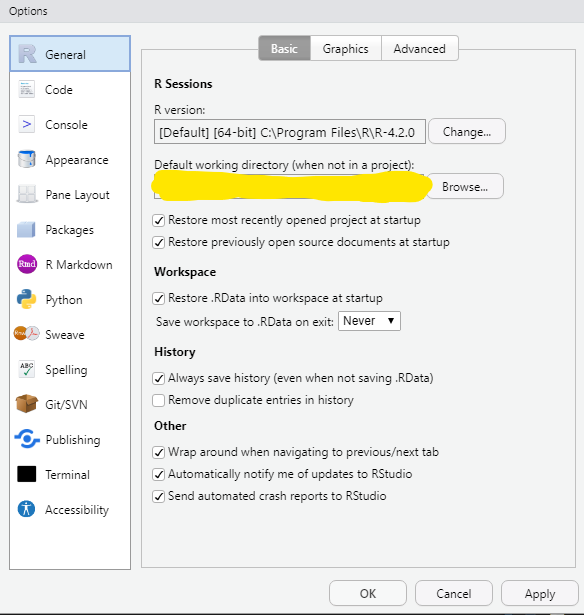 Options
General
Code
Console
Appearance
Pane Layout
Packages
R Markdown
Python
Sweave
Spelling
Git/SVN
Publishing
Terminal
Accessibility
Basic Graphics Advanced
R Sessions
R version:
[Default] [64-bit] C:\Program Files\R\R-4.2.0 Change...
Default working directory (when not in a project):
Browse...
Restore most recently opened project at startup
Restore previously open source documents at startup
Workspace
Restore .RData into workspace at startup
Save workspace to .RData on exit: Never
History
Always save history (even when not saving .RData)
Remove duplicate entries in history
Other
Wrap around when navigating to previous/next tab
Automatically notify me of updates to RStudio
Send automated crash reports to RStudio
OK Cancel Apply